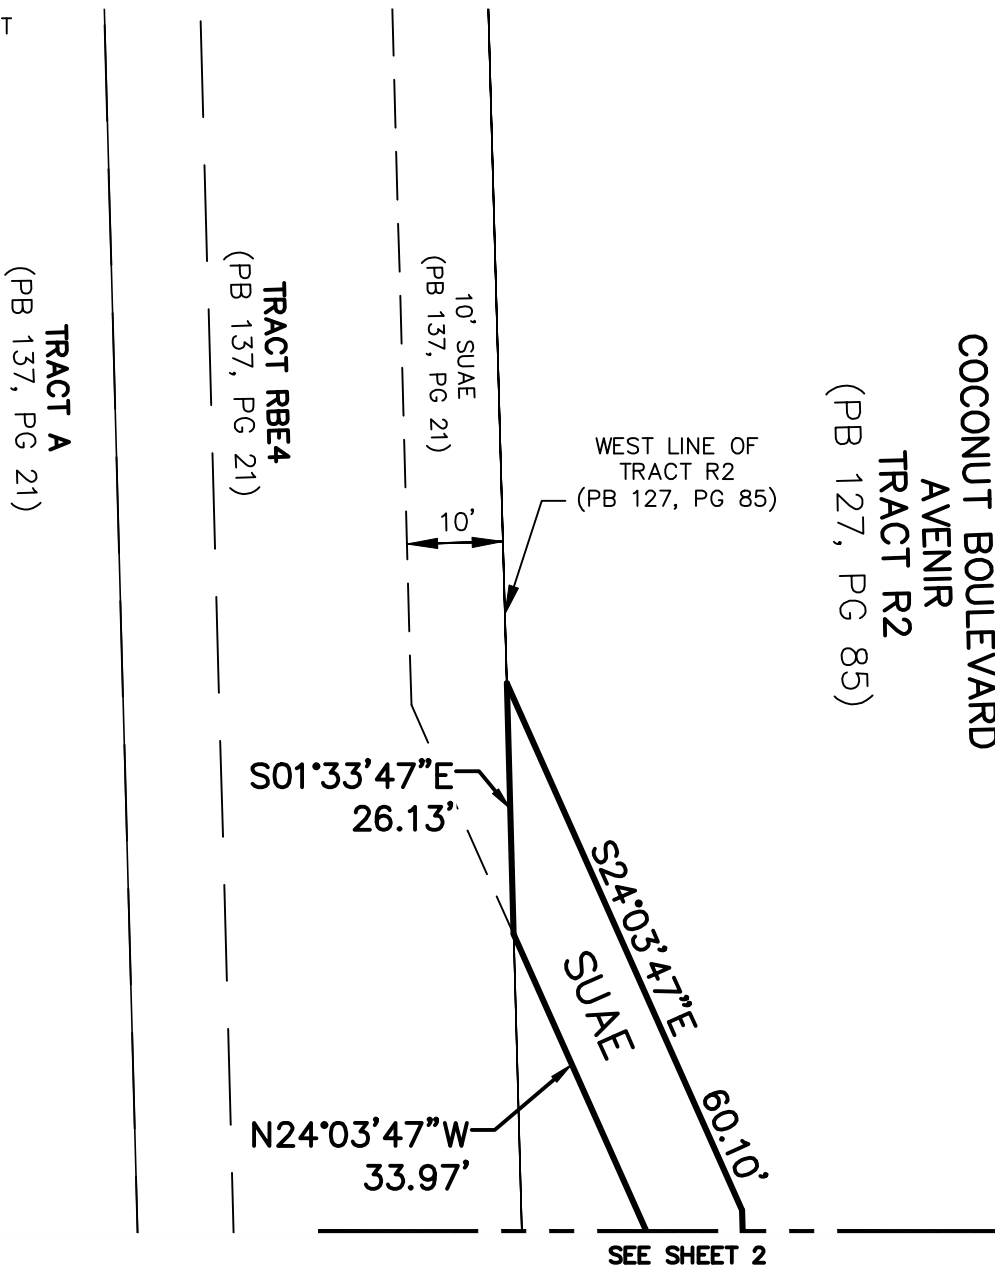 T
COCONUT BOULEVARD
AVENIR
TRACT R2
(PB 127, PG 85)
WEST LINE OF
TRACT R2
(PB 127, PG 85)
10' SUAE
(PB 137, PG 21)
TRACT RBE4
(PB 137, PG 21)
TRACT A
(PB 137, PG 21)
10'
S01°33'47"E
26.13'
S24°03'47"E 60.10'
SUAE
N24°03'47"W
33.97'
SEE SHEET 2